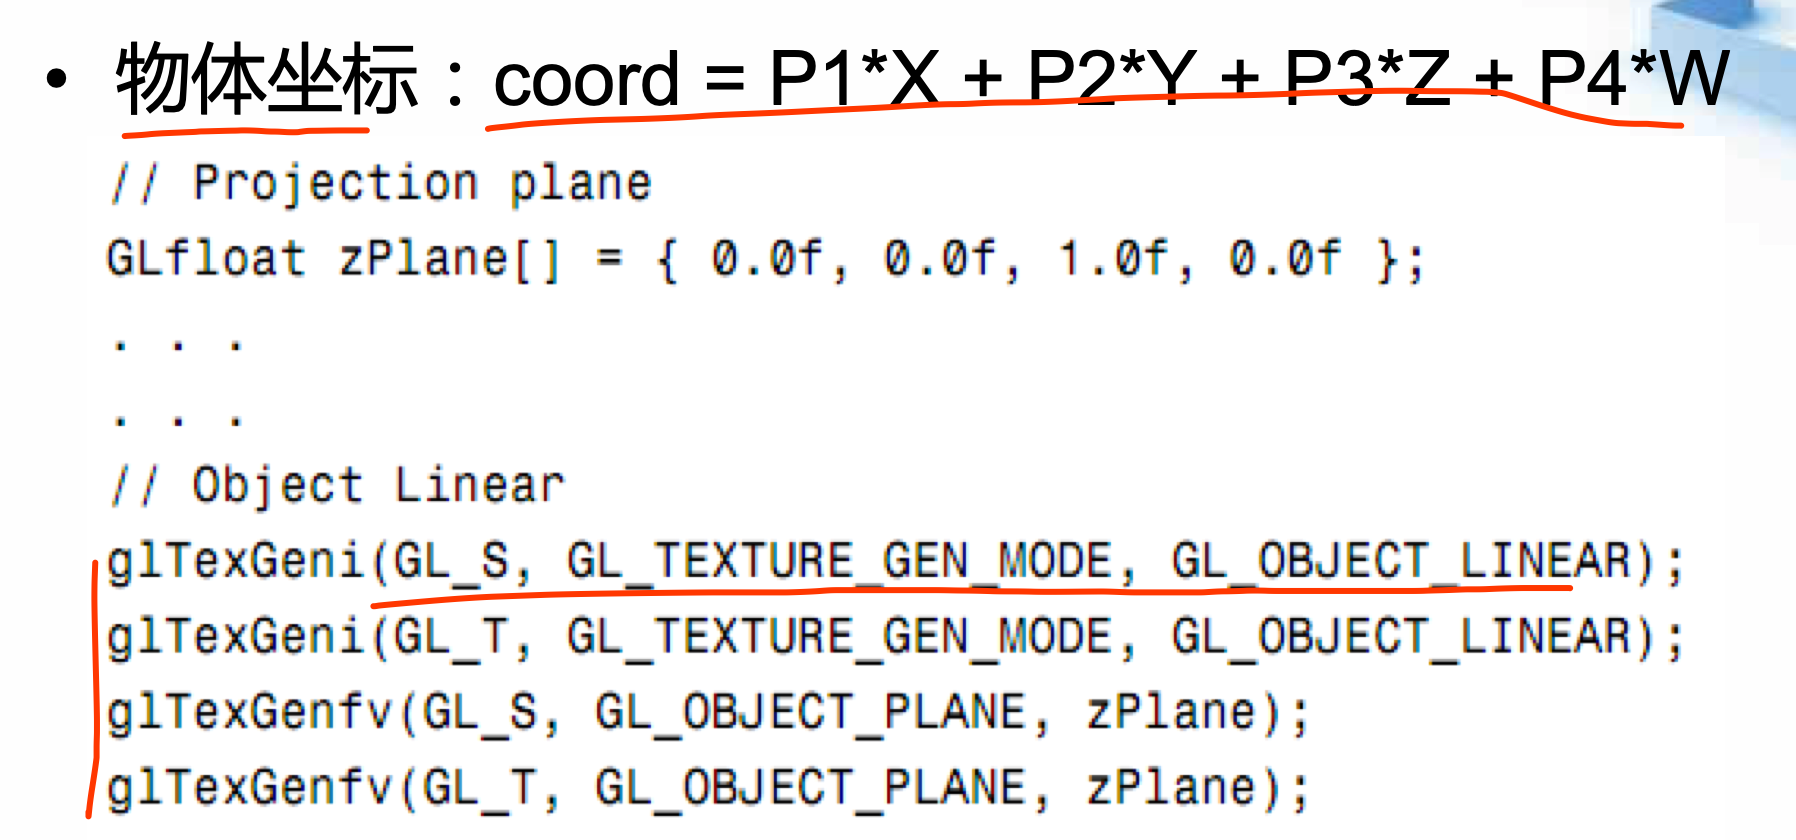 • 物体坐标：coord = P1*X + P2*Y + P3*Z + P4*W
// Projection plane
GLfloat zPlane[] = { 0.0f, 0.0f, 1.0f, 0.0f };
. . .
. . .
// Object Linear
glTexGeni(GL_S, GL_TEXTURE_GEN_MODE, GL_OBJECT_LINEAR);
glTexGeni(GL_T, GL_TEXTURE_GEN_MODE, GL_OBJECT_LINEAR);
glTexGenfv(GL_S, GL_OBJECT_PLANE, zPlane);
glTexGenfv(GL_T, GL_OBJECT_PLANE, zPlane);